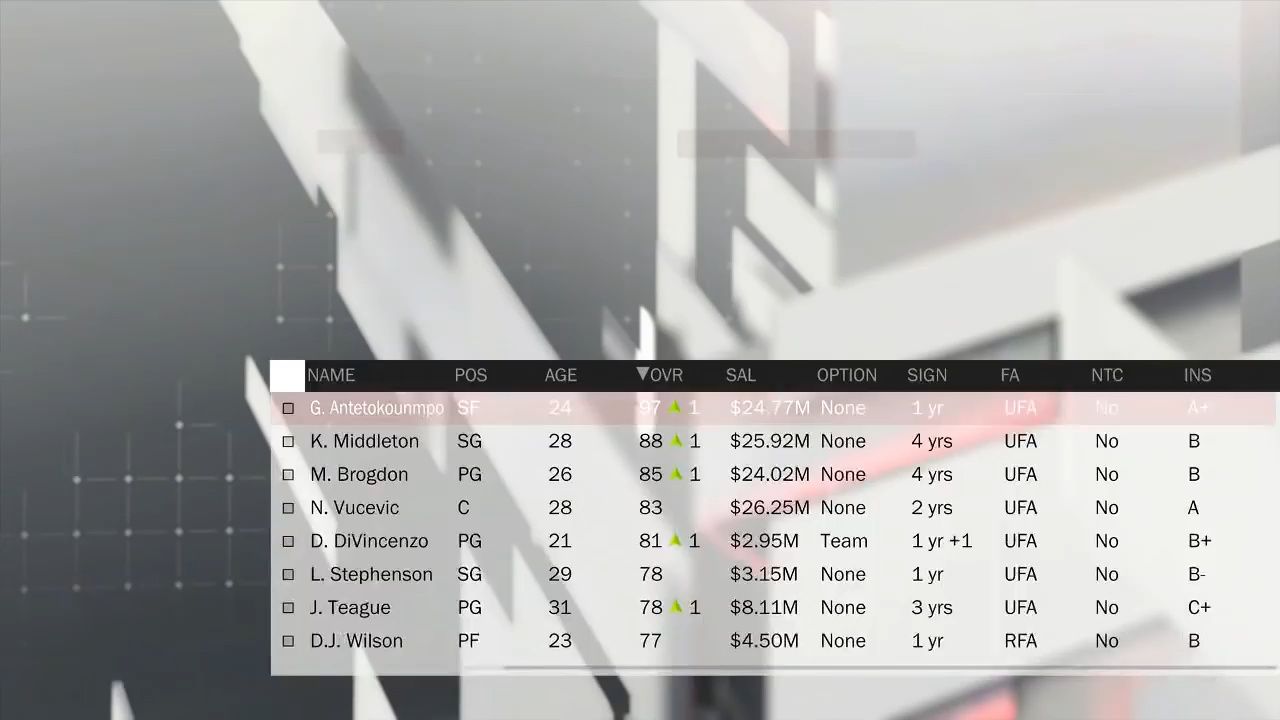 NAME POS AGE ▼OVR SAL OPTION SIGN FA NTC INS
G. Antetokounmpo SF 24 97 ▲ 1 $24.77M None 1 yr UFA No A+
K. Middleton SG 28 88 ▲ 1 $25.92M None 4 yrs UFA No B
M. Brogdon PG 26 85 ▲ 1 $24.02M None 4 yrs UFA No B
N. Vucevic C 28 83 $26.25M None 2 yrs UFA No A
D. DiVincenzo PG 21 81 ▲ 1 $2.95M Team 1 yr +1 UFA No B+
L. Stephenson SG 29 78 $3.15M None 1 yr UFA No B-
J. Teague PG 31 78 ▲ 1 $8.11M None 3 yrs UFA No C+
D.J. Wilson PF 23 77 $4.50M None 1 yr RFA No B